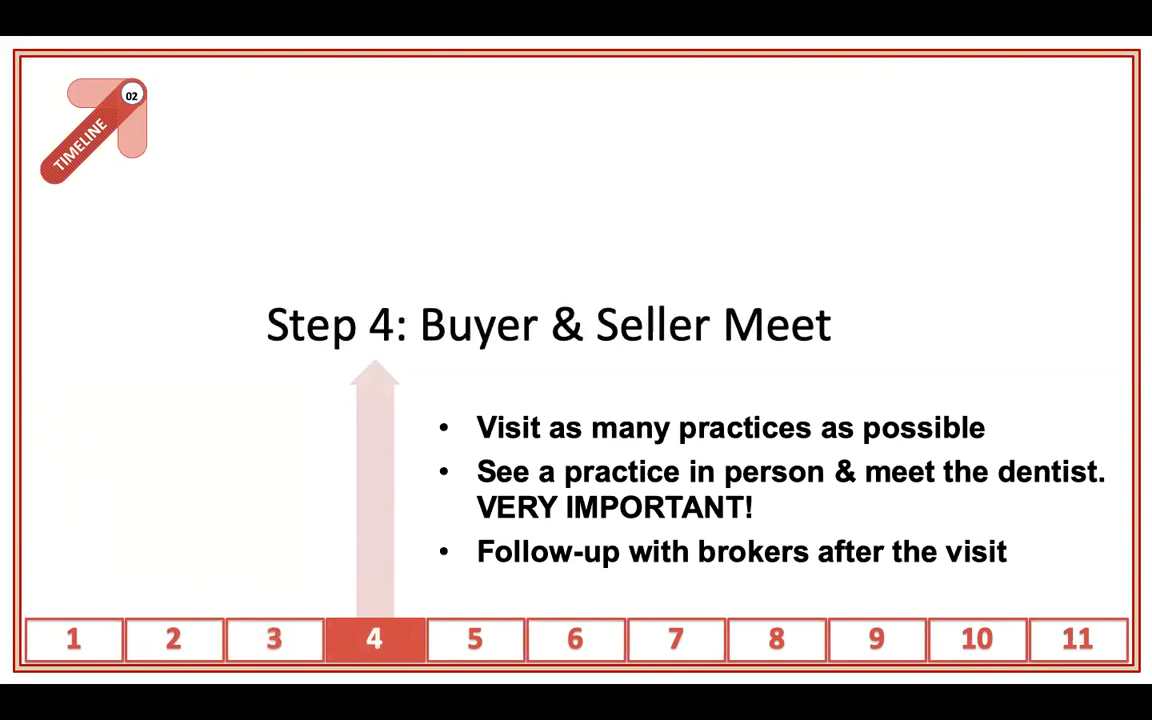 02
TIMELINE
Step 4: Buyer & Seller Meet
• Visit as many practices as possible
• See a practice in person & meet the dentist.
VERY IMPORTANT!
• Follow-up with brokers after the visit
1 2 3 4 5 6 7 8 9 10 11